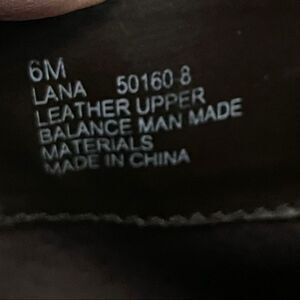 6M
LANA 50160 8
LEATHER UPPER
BALANCE MAN MADE
MATERIALS
MADE IN CHINA